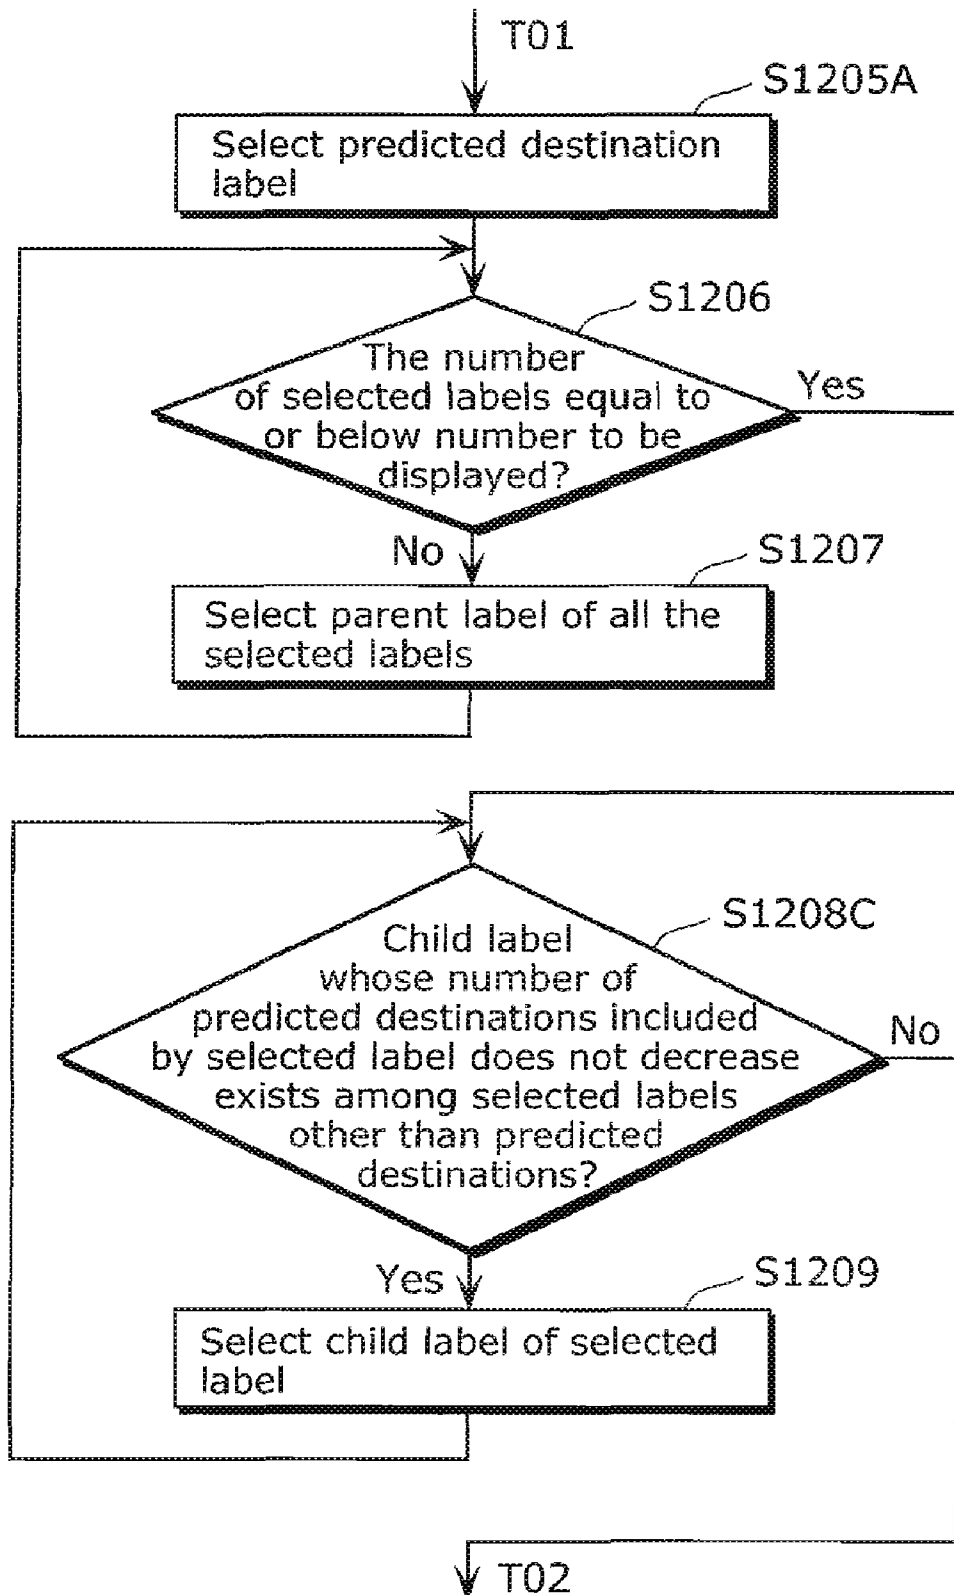 T01
S1205A
Select predicted destination
label
S1206
The number
of selected labels equal to
or below number to be
displayed?
Yes
No
S1207
Select parent label of all the
selected labels
S1208C
Child label
whose number of
predicted destinations included
by selected label does not decrease
exists among selected labels
other than predicted
destinations?
No
Yes
S1209
Select child label of selected
label
T02